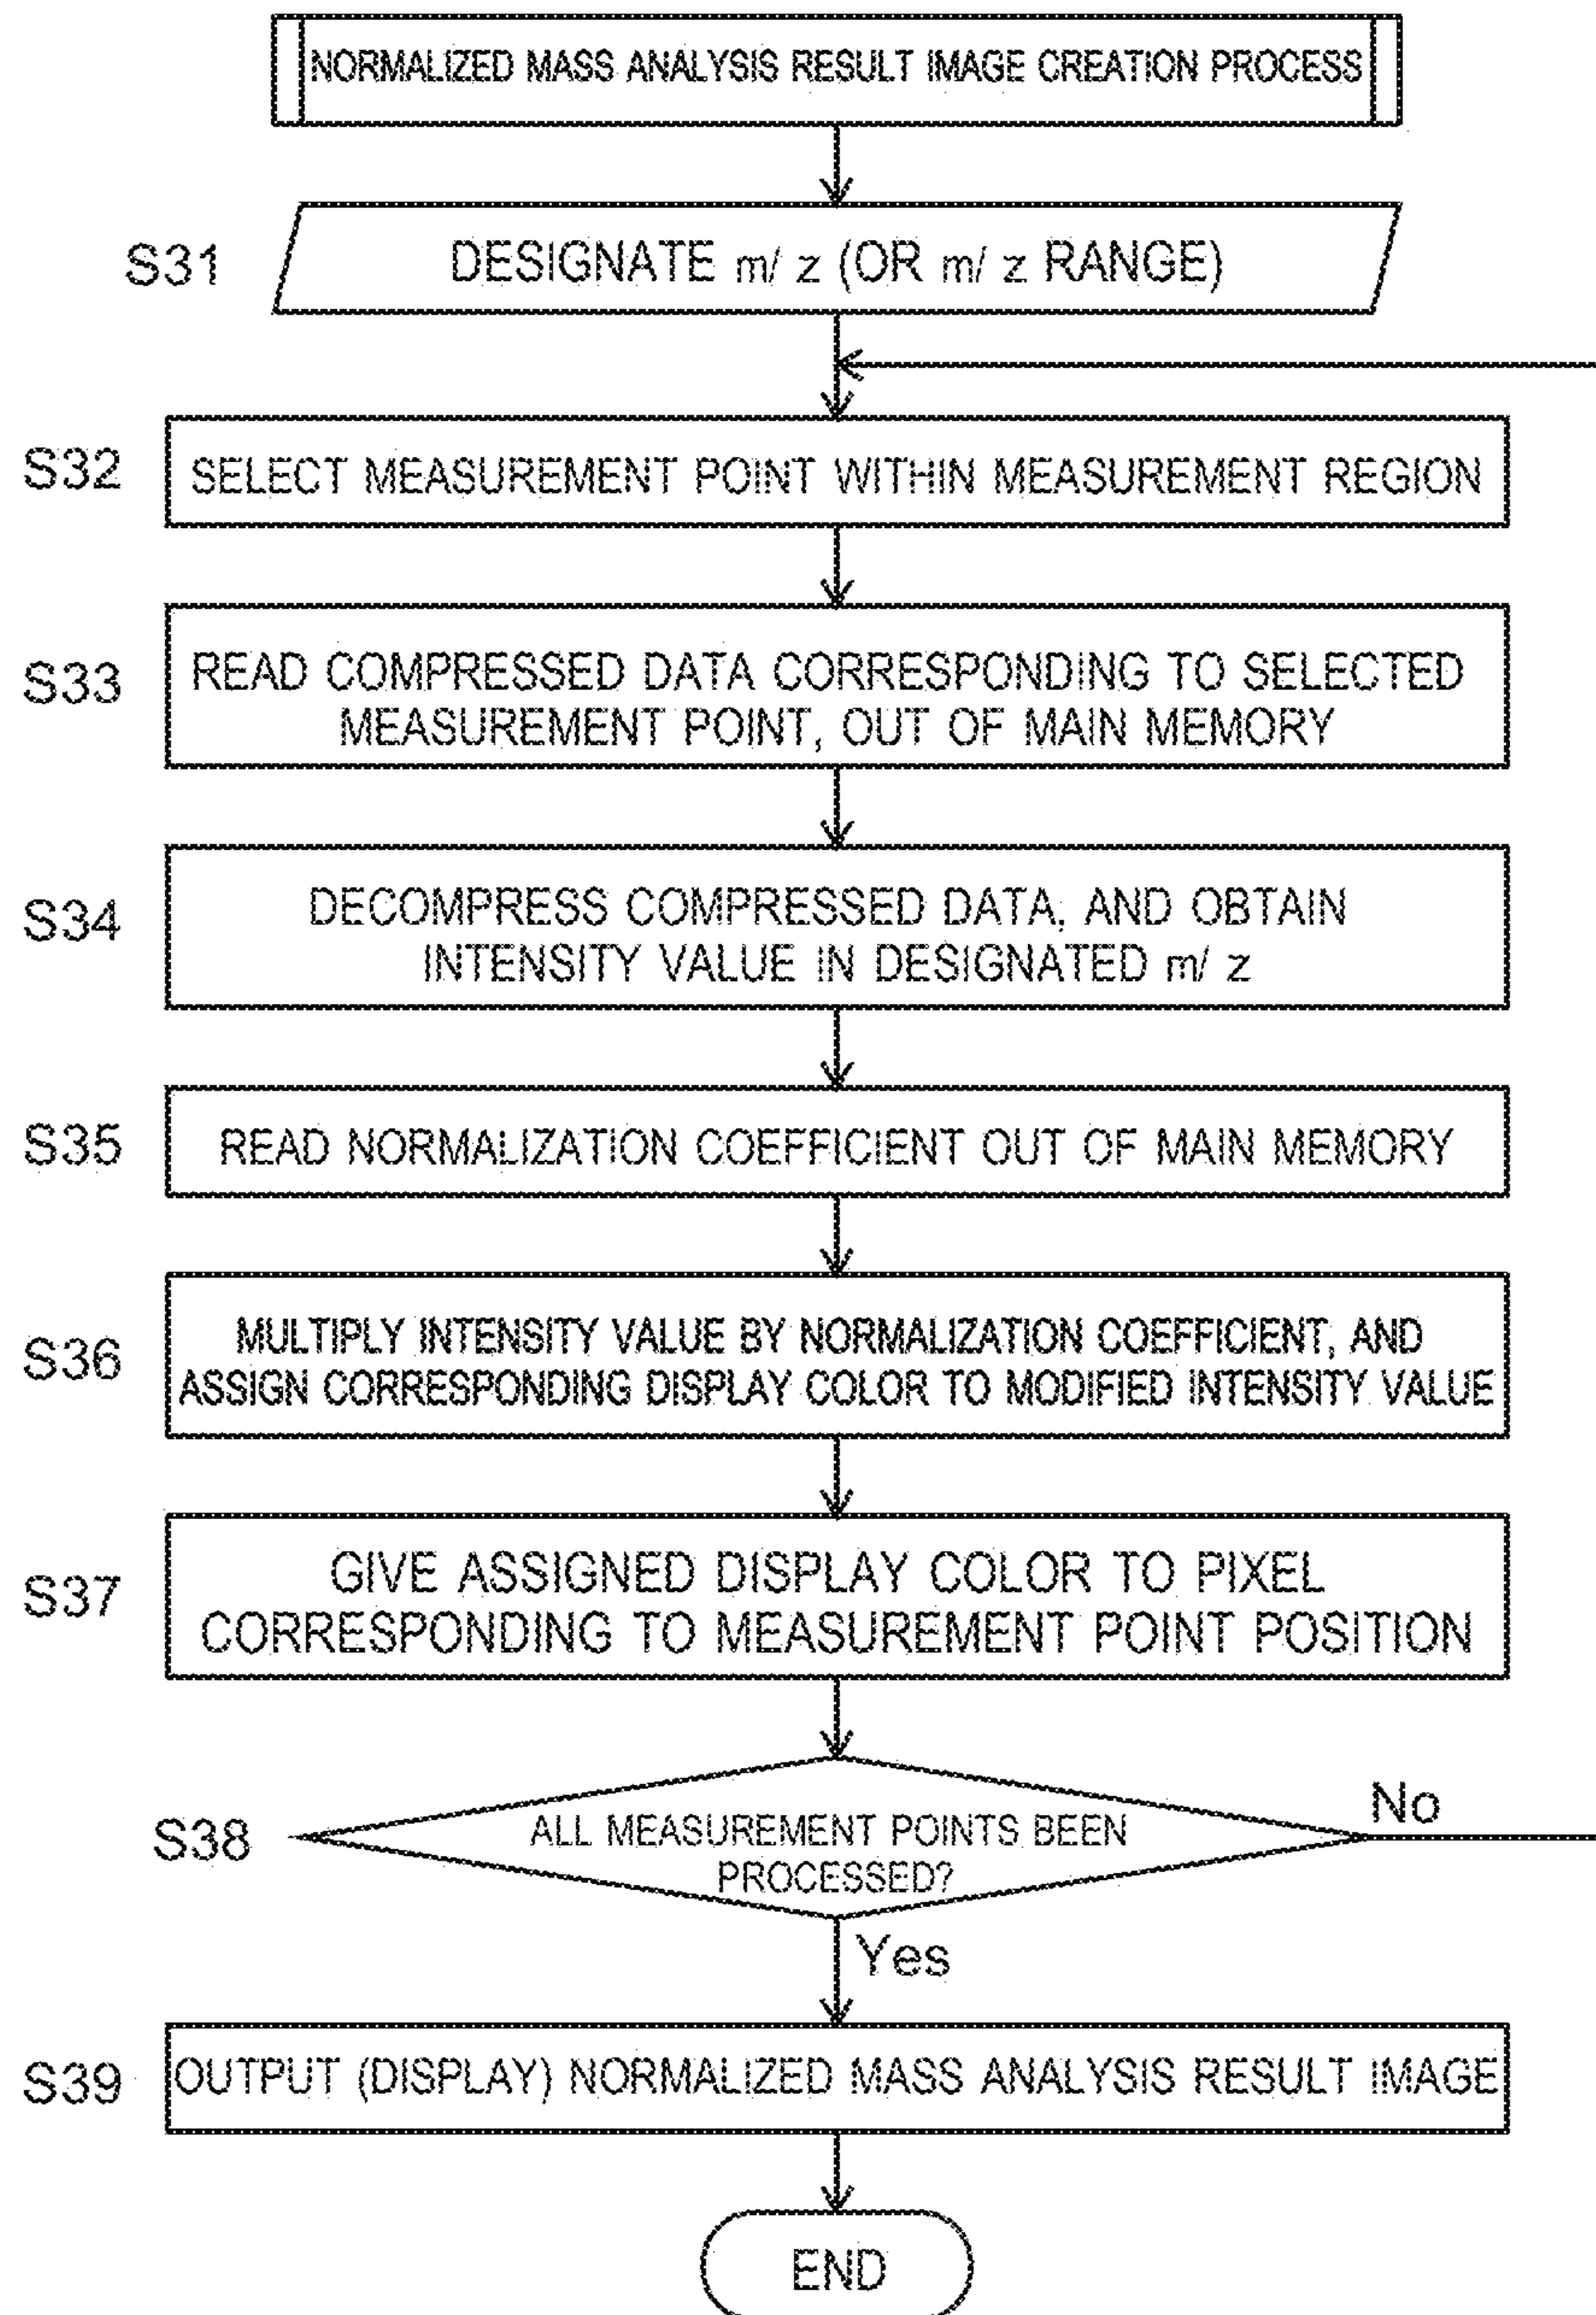 NORMALIZED MASS ANALYSIS RESULT IMAGE CREATION PROCESS
S31
DESIGNATE m/ z (OR m/ z RANGE)
S32
SELECT MEASUREMENT POINT WITHIN MEASUREMENT REGION
S33
READ COMPRESSED DATA CORRESPONDING TO SELECTED
MEASUREMENT POINT, OUT OF MAIN MEMORY
S34
DECOMPRESS COMPRESSED DATA, AND OBTAIN
INTENSITY VALUE IN DESIGNATED m/ z
S35
READ NORMALIZATION COEFFICIENT OUT OF MAIN MEMORY
S36
MULTIPLY INTENSITY VALUE BY NORMALIZATION COEFFICIENT, AND
ASSIGN CORRESPONDING DISPLAY COLOR TO MODIFIED INTENSITY VALUE
S37
GIVE ASSIGNED DISPLAY COLOR TO PIXEL
CORRESPONDING TO MEASUREMENT POINT POSITION
S38
ALL MEASUREMENT POINTS BEEN
PROCESSED?
No
Yes
S39
OUTPUT (DISPLAY) NORMALIZED MASS ANALYSIS RESULT IMAGE
END